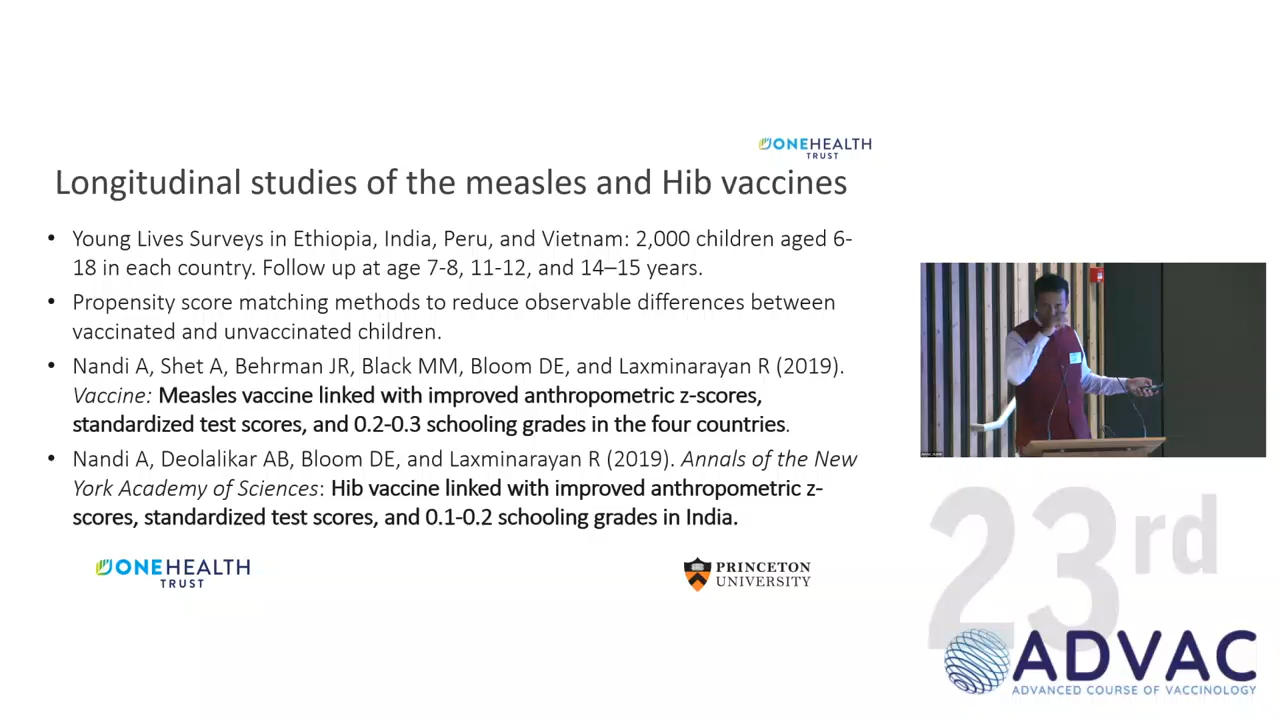 ONEHEALTH
TRUST
Longitudinal studies of the measles and Hib vaccines
• Young Lives Surveys in Ethiopia, India, Peru, and Vietnam: 2,000 children aged 6-
18 in each country. Follow up at age 7-8, 11-12, and 14–15 years.
• Propensity score matching methods to reduce observable differences between
vaccinated and unvaccinated children.
• Nandi A, Shet A, Behrman JR, Black MM, Bloom DE, and Laxminarayan R (2019).
Vaccine: Measles vaccine linked with improved anthropometric z-scores,
standardized test scores, and 0.2-0.3 schooling grades in the four countries.
• Nandi A, Deolalikar AB, Bloom DE, and Laxminarayan R (2019). Annals of the New
York Academy of Sciences: Hib vaccine linked with improved anthropometric z-
scores, standardized test scores, and 0.1-0.2 schooling grades in India.
ONEHEALTH
TRUST
PRINCETON
UNIVERSITY
23rd
ADVAC
ADVANCED COURSE OF VACCINOLOGY